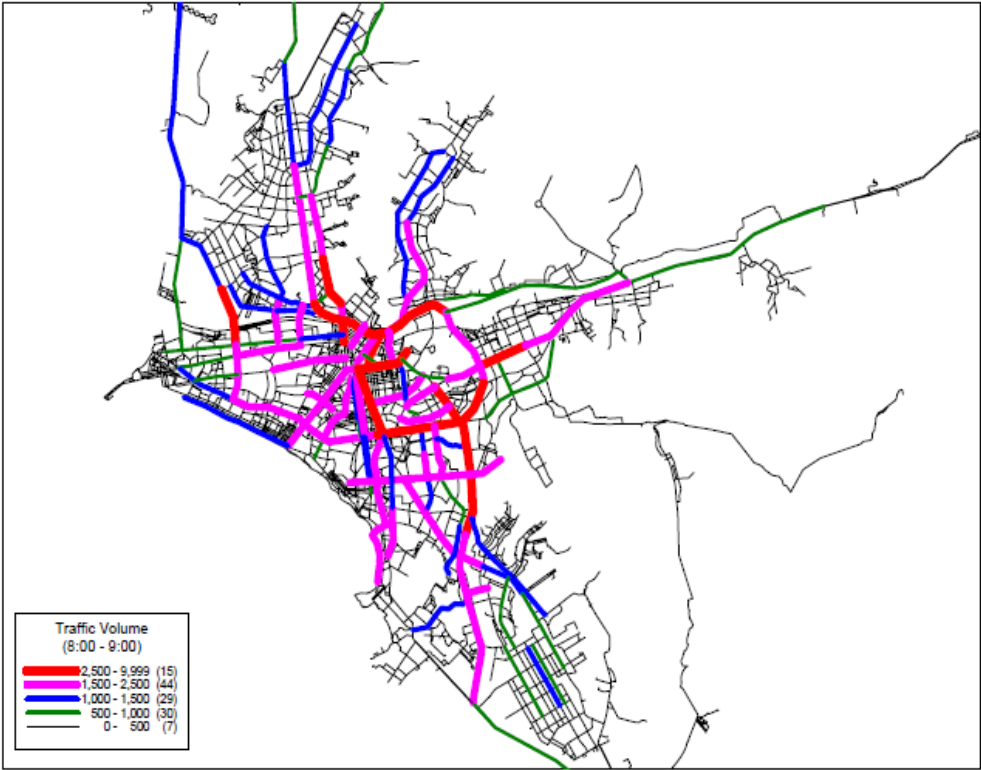 Traffic Volume
(8:00 - 9:00)
2,500 - 9,999 (15)
1,500 - 2,500 (44)
1,000 - 1,500 (29)
500 - 1,000 (30)
0 - 500 (7)